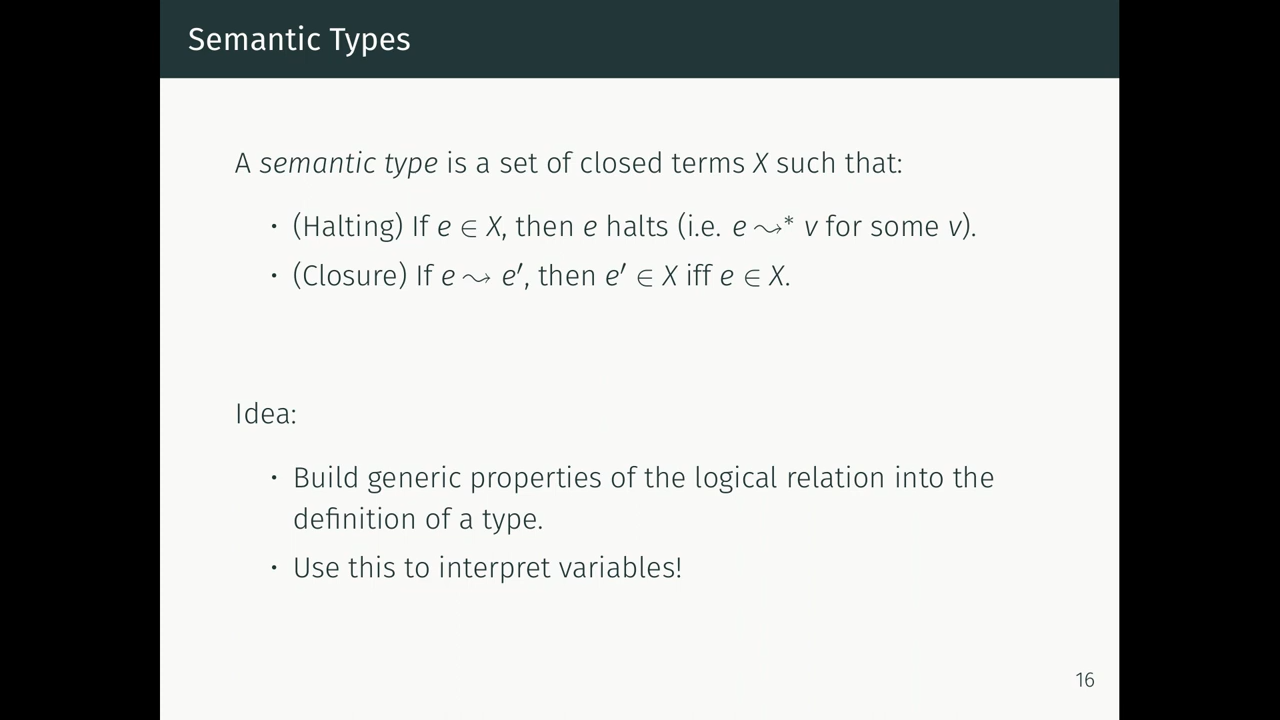 Semantic Types
A semantic type is a set of closed terms X such that:
· (Halting) If e ∈ X, then e halts (i.e. e ⇝* v for some v).
· (Closure) If e ⇝ e′, then e′ ∈ X iff e ∈ X.
Idea:
· Build generic properties of the logical relation into the
definition of a type.
· Use this to interpret variables!
16